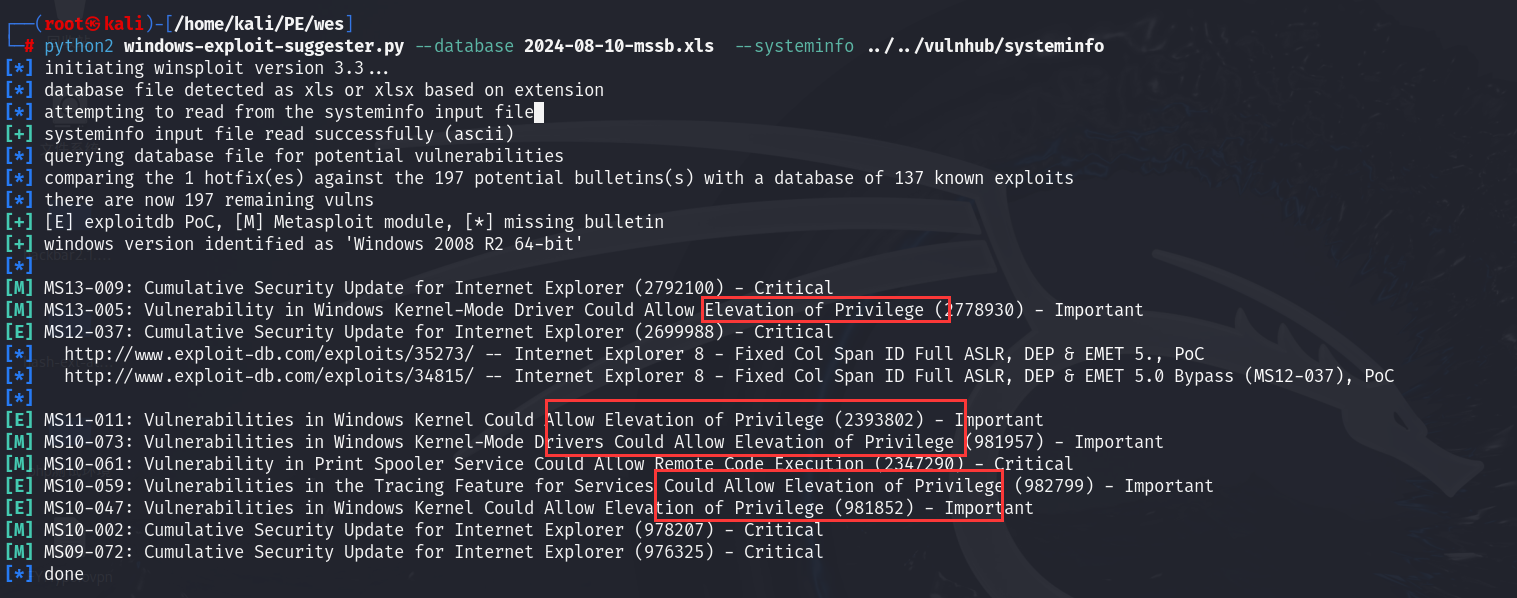 ┌──(root㉿kali)-[/home/kali/PE/wes]
└─# python2 windows-exploit-suggester.py --database 2024-08-10-mssb.xls  --systeminfo ../../vulnhub/systeminfo
[*] initiating winsploit version 3.3...
[*] database file detected as xls or xlsx based on extension
[*] attempting to read from the systeminfo input file
[+] systeminfo input file read successfully (ascii)
[*] querying database file for potential vulnerabilities
[*] comparing the 1 hotfix(es) against the 197 potential bulletins(s) with a database of 137 known exploits
[*] there are now 197 remaining vulns
[+] [E] exploitdb PoC, [M] Metasploit module, [*] missing bulletin
[+] windows version identified as 'Windows 2008 R2 64-bit'
[*]
[M] MS13-009: Cumulative Security Update for Internet Explorer (2792100) - Critical
[M] MS13-005: Vulnerability in Windows Kernel-Mode Driver Could Allow Elevation of Privilege (2778930) - Important
[E] MS12-037: Cumulative Security Update for Internet Explorer (2699988) - Critical
[*]   http://www.exploit-db.com/exploits/35273/ -- Internet Explorer 8 - Fixed Col Span ID Full ASLR, DEP & EMET 5., PoC
[*]   http://www.exploit-db.com/exploits/34815/ -- Internet Explorer 8 - Fixed Col Span ID Full ASLR, DEP & EMET 5.0 Bypass (MS12-037), PoC
[*]
[E] MS11-011: Vulnerabilities in Windows Kernel Could Allow Elevation of Privilege (2393802) - Important
[M] MS10-073: Vulnerabilities in Windows Kernel-Mode Drivers Could Allow Elevation of Privilege (981957) - Important
[M] MS10-061: Vulnerability in Print Spooler Service Could Allow Remote Code Execution (2347290) - Critical
[E] MS10-059: Vulnerabilities in the Tracing Feature for Services Could Allow Elevation of Privilege (982799) - Important
[E] MS10-047: Vulnerabilities in Windows Kernel Could Allow Elevation of Privilege (981852) - Important
[M] MS10-002: Cumulative Security Update for Internet Explorer (978207) - Critical
[M] MS09-072: Cumulative Security Update for Internet Explorer (976325) - Critical
[*] done